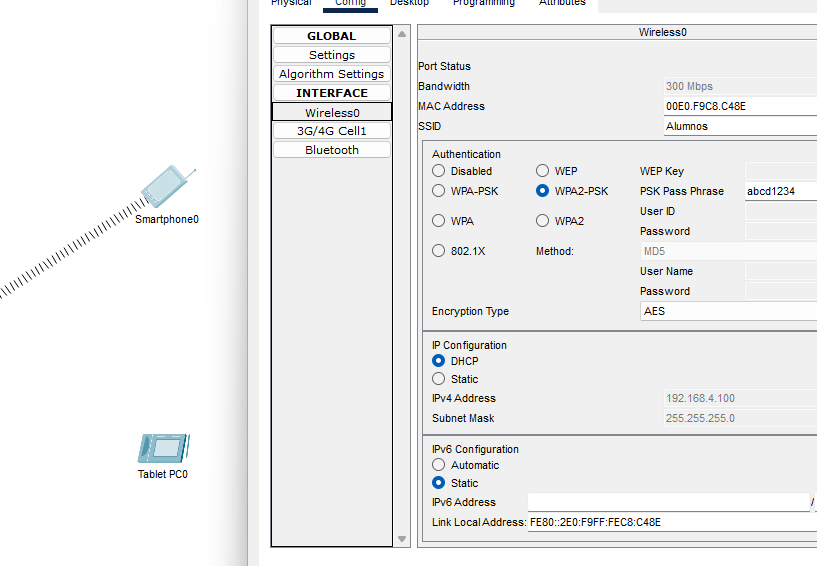 Physical Config Desktop Programming Attributes
GLOBAL
Settings
Algorithm Settings
INTERFACE
Wireless0
3G/4G Cell1
Bluetooth
Wireless0
Port Status
Bandwidth 300 Mbps
MAC Address 00E0.F9C8.C48E
SSID Alumnos
Authentication
Disabled WEP WEP Key
WPA-PSK WPA2-PSK PSK Pass Phrase abcd1234
User ID
WPA WPA2
Password
802.1X Method: MD5
User Name
Password
Encryption Type AES
IP Configuration
DHCP
Static
IPv4 Address 192.168.4.100
Subnet Mask 255.255.255.0
IPv6 Configuration
Automatic
Static
IPv6 Address /
Link Local Address: FE80::2E0:F9FF:FEC8:C48E
Smartphone0
Tablet PC0